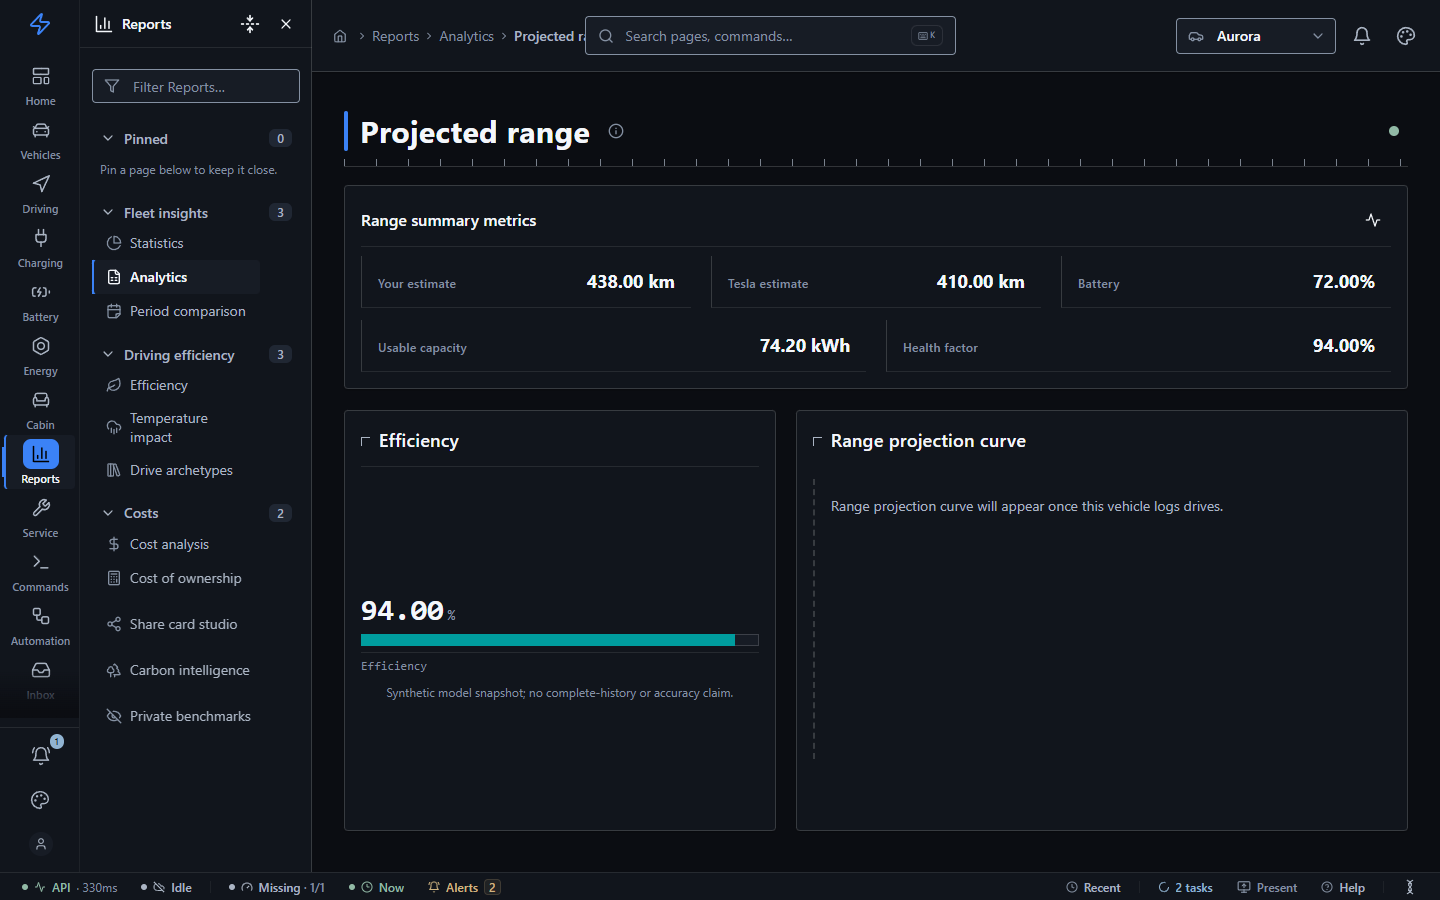 Reports
Reports
Analytics
Projected ra
Search pages, commands...
K
Aurora
Home
Vehicles
Driving
Charging
Battery
Energy
Cabin
Reports
Service
Commands
Automation
Inbox
1
Filter Reports...
Pinned
0
Pin a page below to keep it close.
Fleet insights
3
Statistics
Analytics
Period comparison
Driving efficiency
3
Efficiency
Temperature
impact
Drive archetypes
Costs
2
Cost analysis
Cost of ownership
Share card studio
Carbon intelligence
Private benchmarks
Projected range
Range summary metrics
Your estimate
438.00 km
Tesla estimate
410.00 km
Battery
72.00%
Usable capacity
74.20 kWh
Health factor
94.00%
Efficiency
94.00 %
Efficiency
Synthetic model snapshot; no complete-history or accuracy claim.
Range projection curve
Range projection curve will appear once this vehicle logs drives.
API · 330ms
Idle
Missing · 1/1
Now
Alerts 2
Recent
2 tasks
Present
Help